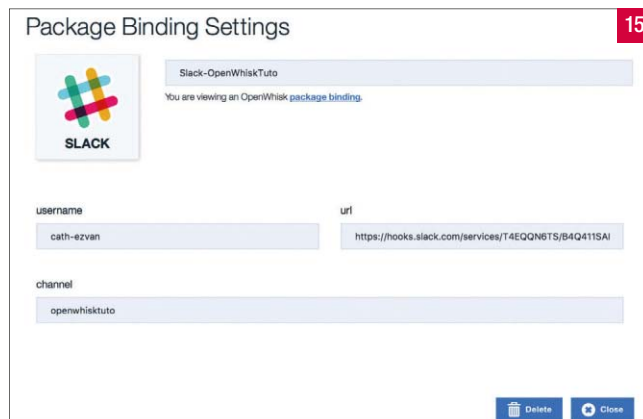 Package Binding Settings
15
Slack-OpenWhiskTuto
You are viewing an OpenWhisk package binding.
SLACK
username
url
cath-ezvan
https://hooks.slack.com/services/T4EQQN6TS/B4Q411SAI
channel
openwhisktuto
Delete
Close